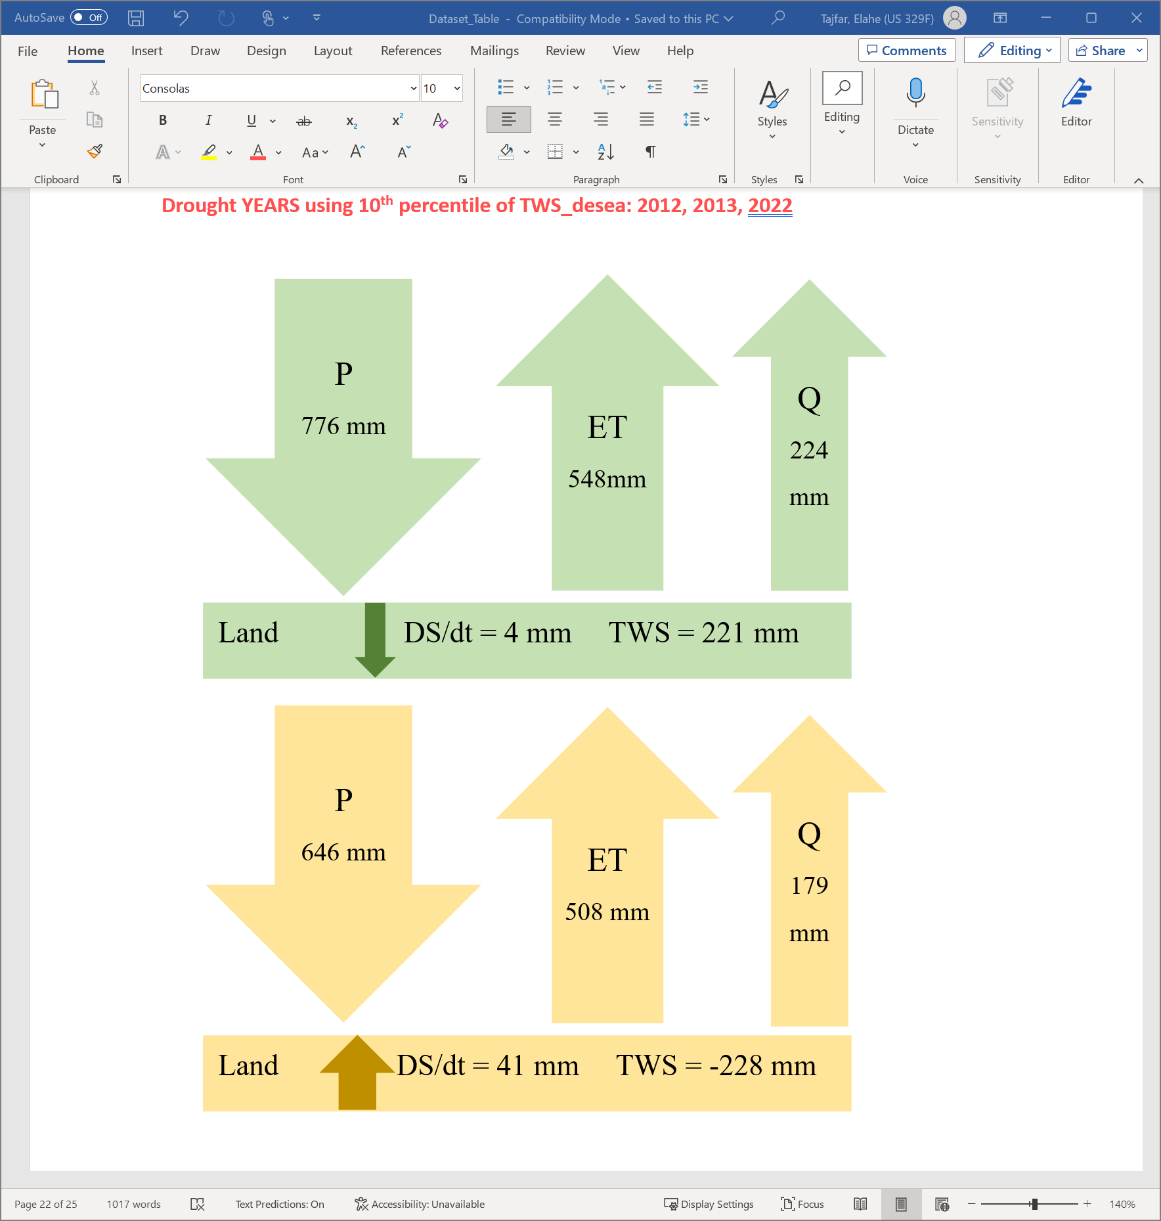 AutoSave Off Dataset_Table - Compatibility Mode • Saved to this PC Tajfar, Elahe (US 329F)
File Home Insert Draw Design Layout References Mailings Review View Help Comments Editing Share
Paste
Clipboard
Consolas 10
B I U ab x₂ x² A
A A Aa A A
Font
Paragraph
Styles
Styles
Editing
Dictate
Voice
Sensitivity
Sensitivity
Editor
Editor
Drought YEARS using 10th percentile of TWS_desea: 2012, 2013, 2022
P
776 mm
ET
548mm
Q
224
mm
Land DS/dt = 4 mm TWS = 221 mm
P
646 mm
ET
508 mm
Q
179
mm
Land DS/dt = 41 mm TWS = -228 mm
Page 22 of 25 1017 words Text Predictions: On Accessibility: Unavailable Display Settings Focus 140%